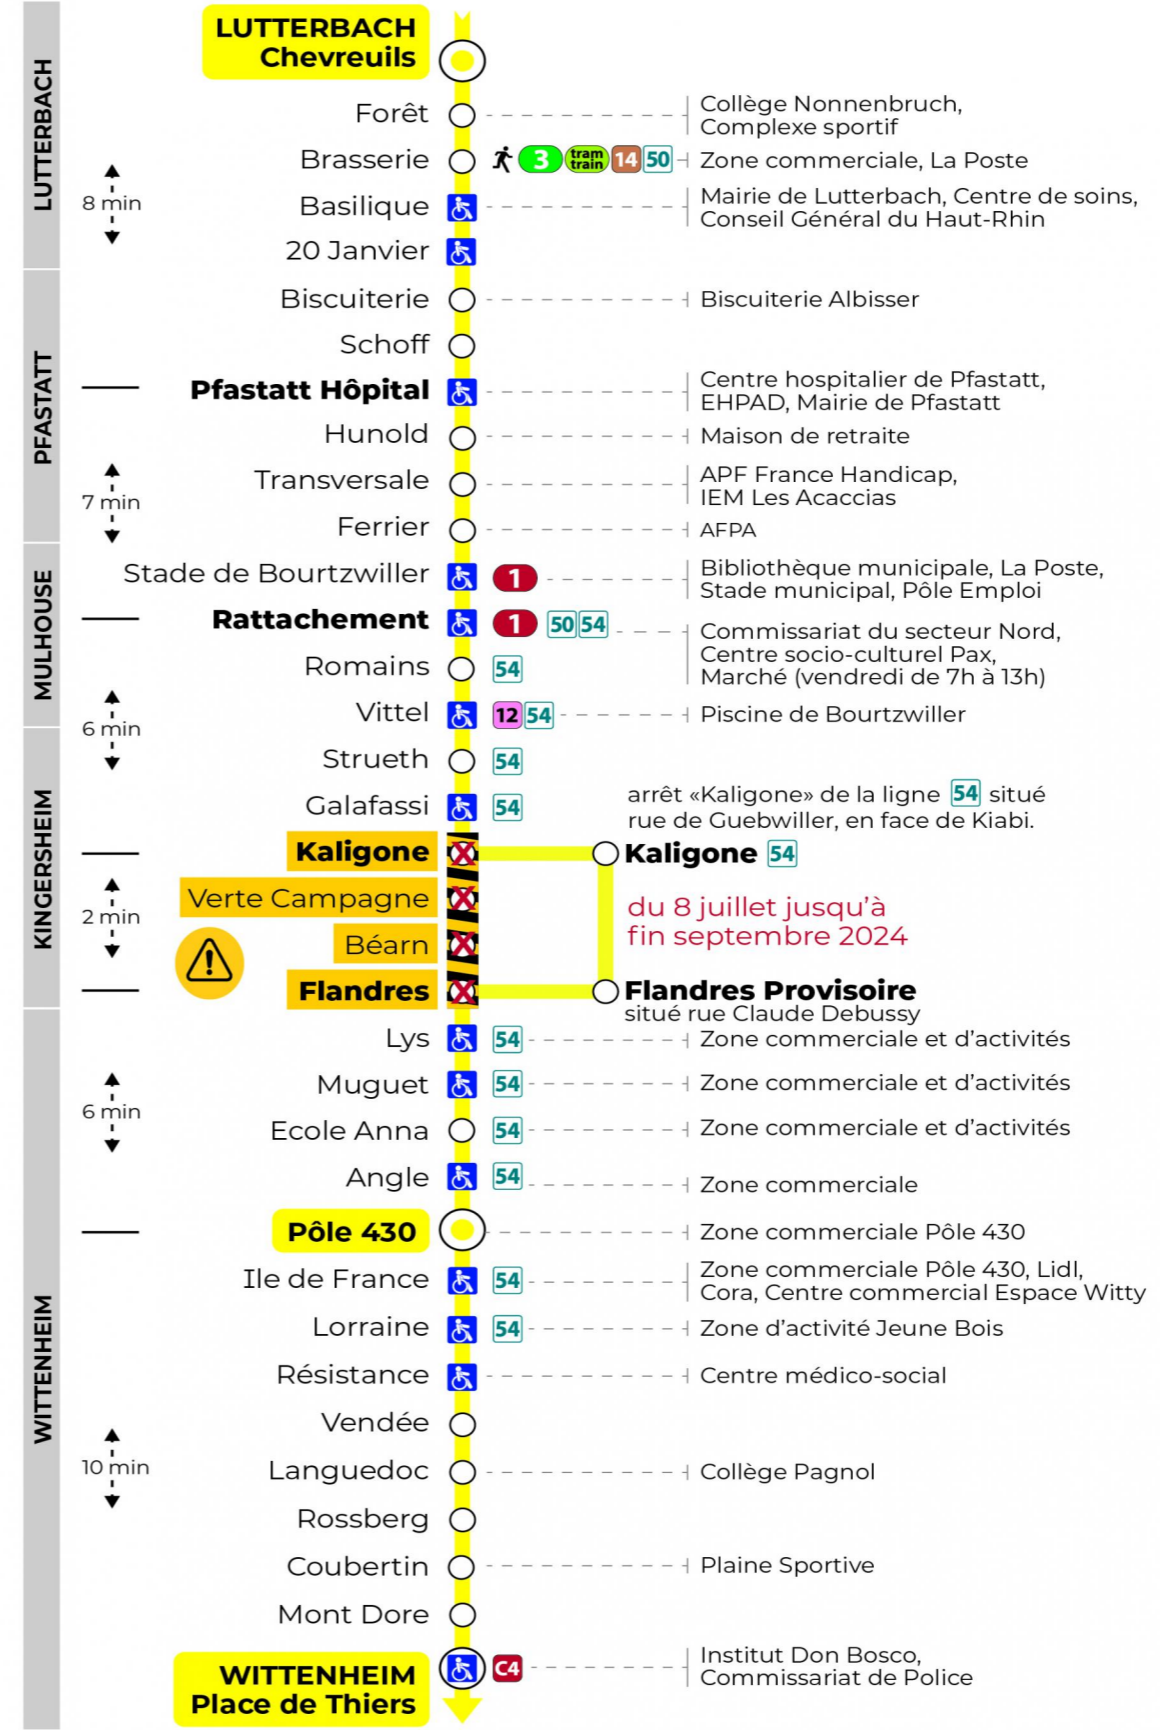 LUTTERBACH
Chevreuils
LUTTERBACH
Forêt
Collège Nonnenbruch,
Complexe sportif
Brasserie
3 tram train 14 50
Zone commerciale, La Poste
8 min
Basilique
Mairie de Lutterbach, Centre de soins,
Conseil Général du Haut-Rhin
20 Janvier
PFASTATT
Biscuiterie
Biscuiterie Albisser
Schoff
Pfastatt Hôpital
Centre hospitalier de Pfastatt,
EHPAD, Mairie de Pfastatt
Hunold
Maison de retraite
7 min
Transversale
APF France Handicap,
IEM Les Acaccias
Ferrier
AFPA
MULHOUSE
Stade de Bourtzwiller
1
Bibliothèque municipale, La Poste,
Stade municipal, Pôle Emploi
Rattachement
1 50 54
Commissariat du secteur Nord,
Centre socio-culturel Pax,
Marché (vendredi de 7h à 13h)
Romains
54
Vittel
12 54
Piscine de Bourtzwiller
6 min
KINGERSHEIM
Strueth
54
Galafassi
54
arrêt «Kaligone» de la ligne 54 situé
rue de Guebwiller, en face de Kiabi.
Kaligone
Kaligone 54
2 min
Verte Campagne
du 8 juillet jusqu'à
fin septembre 2024
Béarn
Flandres
Flandres Provisoire
situé rue Claude Debussy
WITTENHEIM
Lys
54
Zone commerciale et d'activités
Muguet
54
Zone commerciale et d'activités
6 min
Ecole Anna
54
Zone commerciale et d'activités
Angle
54
Zone commerciale
Pôle 430
Zone commerciale Pôle 430
Ile de France
54
Zone commerciale Pôle 430, Lidl,
Cora, Centre commercial Espace Witty
Lorraine
54
Zone d'activité Jeune Bois
Résistance
Centre médico-social
Vendée
10 min
Languedoc
Collège Pagnol
Rossberg
Coubertin
Plaine Sportive
Mont Dore
WITTENHEIM
Place de Thiers
C4
Institut Don Bosco,
Commissariat de Police